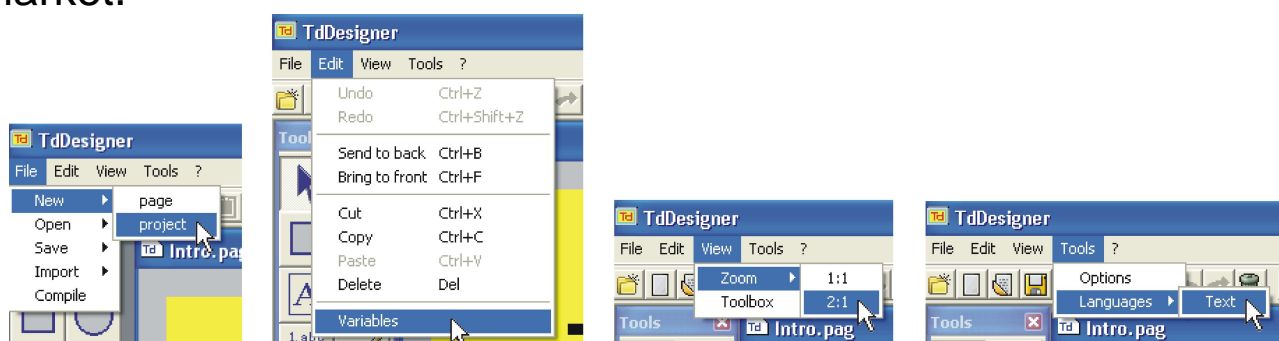 TdDesigner
File Edit View Tools ?
New page
Open project
Save Intro.pag
Import
Compile
TdDesigner
File Edit View Tools ?
Undo Ctrl+Z
Redo Ctrl+Shift+Z
Send to back Ctrl+B
Bring to front Ctrl+F
Cut Ctrl+X
Copy Ctrl+C
Paste Ctrl+V
Delete Del
Variables
TdDesigner
File Edit View Tools ?
Zoom 1:1
Toolbox 2:1
Tools Intro.pag
TdDesigner
File Edit View Tools ?
Options
Languages Text
Tools Intro.pag